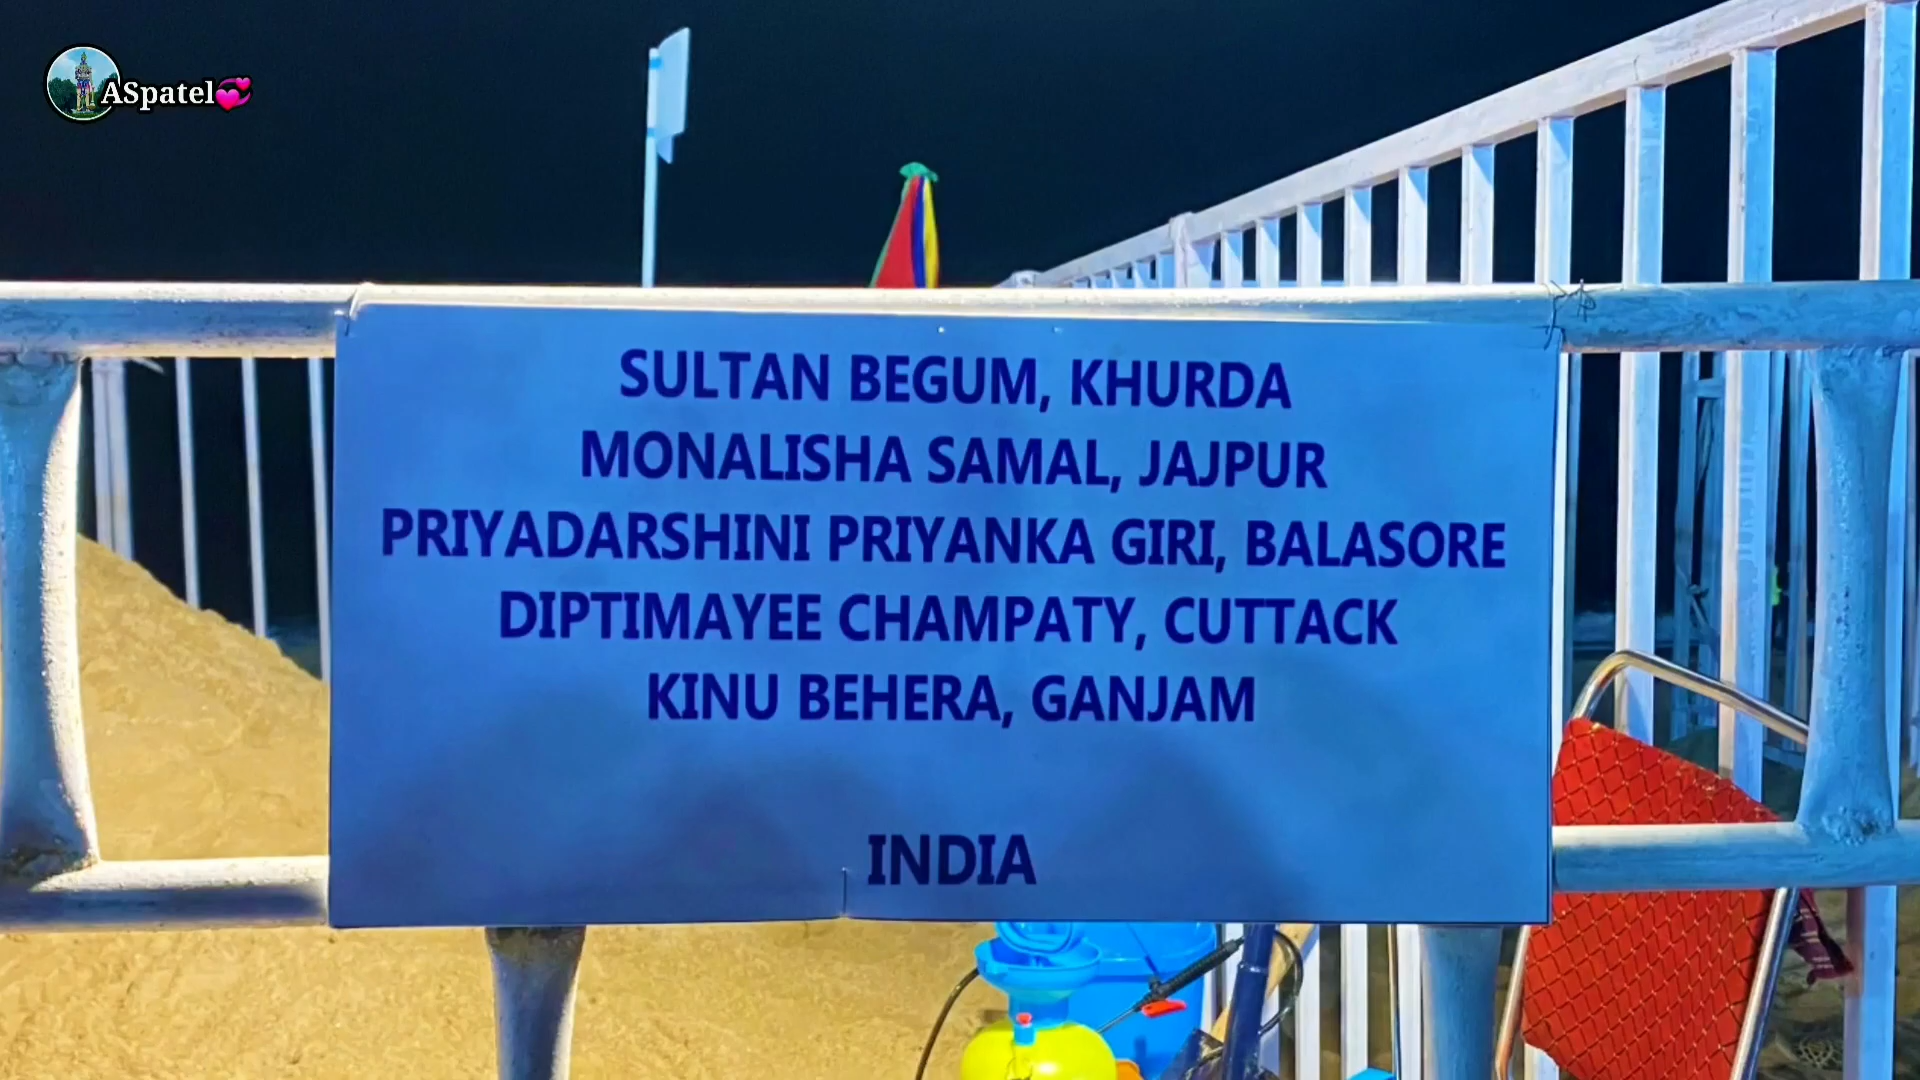 ASpatel
SULTAN BEGUM, KHURDA
MONALISHA SAMAL, JAJPUR
PRIYADARSHINI PRIYANKA GIRI, BALASORE
DIPTIMAYEE CHAMPATY, CUTTACK
KINU BEHERA, GANJAM
INDIA